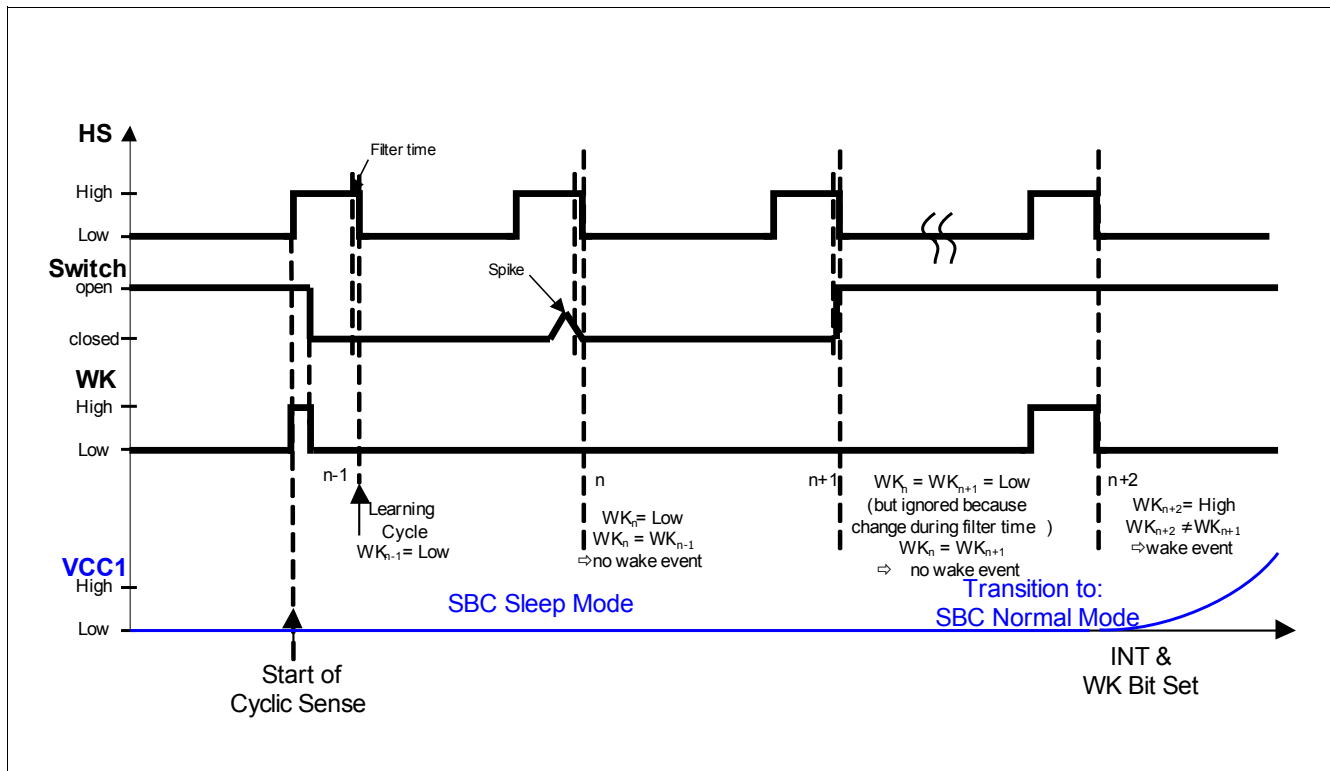 HS
Filter time
High
Low
Switch
open
Spike
closed
WK
High
Low
n-1
Learning
Cycle
WKn-1 = Low
n
WKn = Low
WKn = WKn-1
⇨no wake event
n+1
WKn = WKn+1 = Low
(but ignored because
change during filter time )
WKn = WKn+1
⇨ no wake event
n+2
WKn+2 = High
WKn+2 ≠ WKn+1
⇨wake event
VCC1
High
Low
SBC Sleep Mode
Transition to:
SBC Normal Mode
Start of
Cyclic Sense
INT &
WK Bit Set